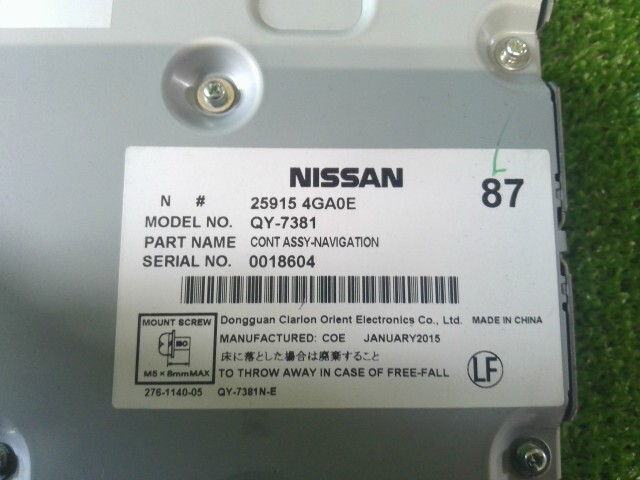 NISSAN
87
N # 25915 4GA0E
MODEL NO. QY-7381
PART NAME CONT ASSY-NAVIGATION
SERIAL NO. 0018604
MOUNT SCREW
ISO
M5 × 8mmMAX
Dongguan Clarion Orient Electronics Co., Ltd. MADE IN CHINA
MANUFACTURED: COE JANUARY2015
床に落とした場合は廃棄すること
TO THROW AWAY IN CASE OF FREE-FALL
LF
276-1140-05 QY-7381N-E